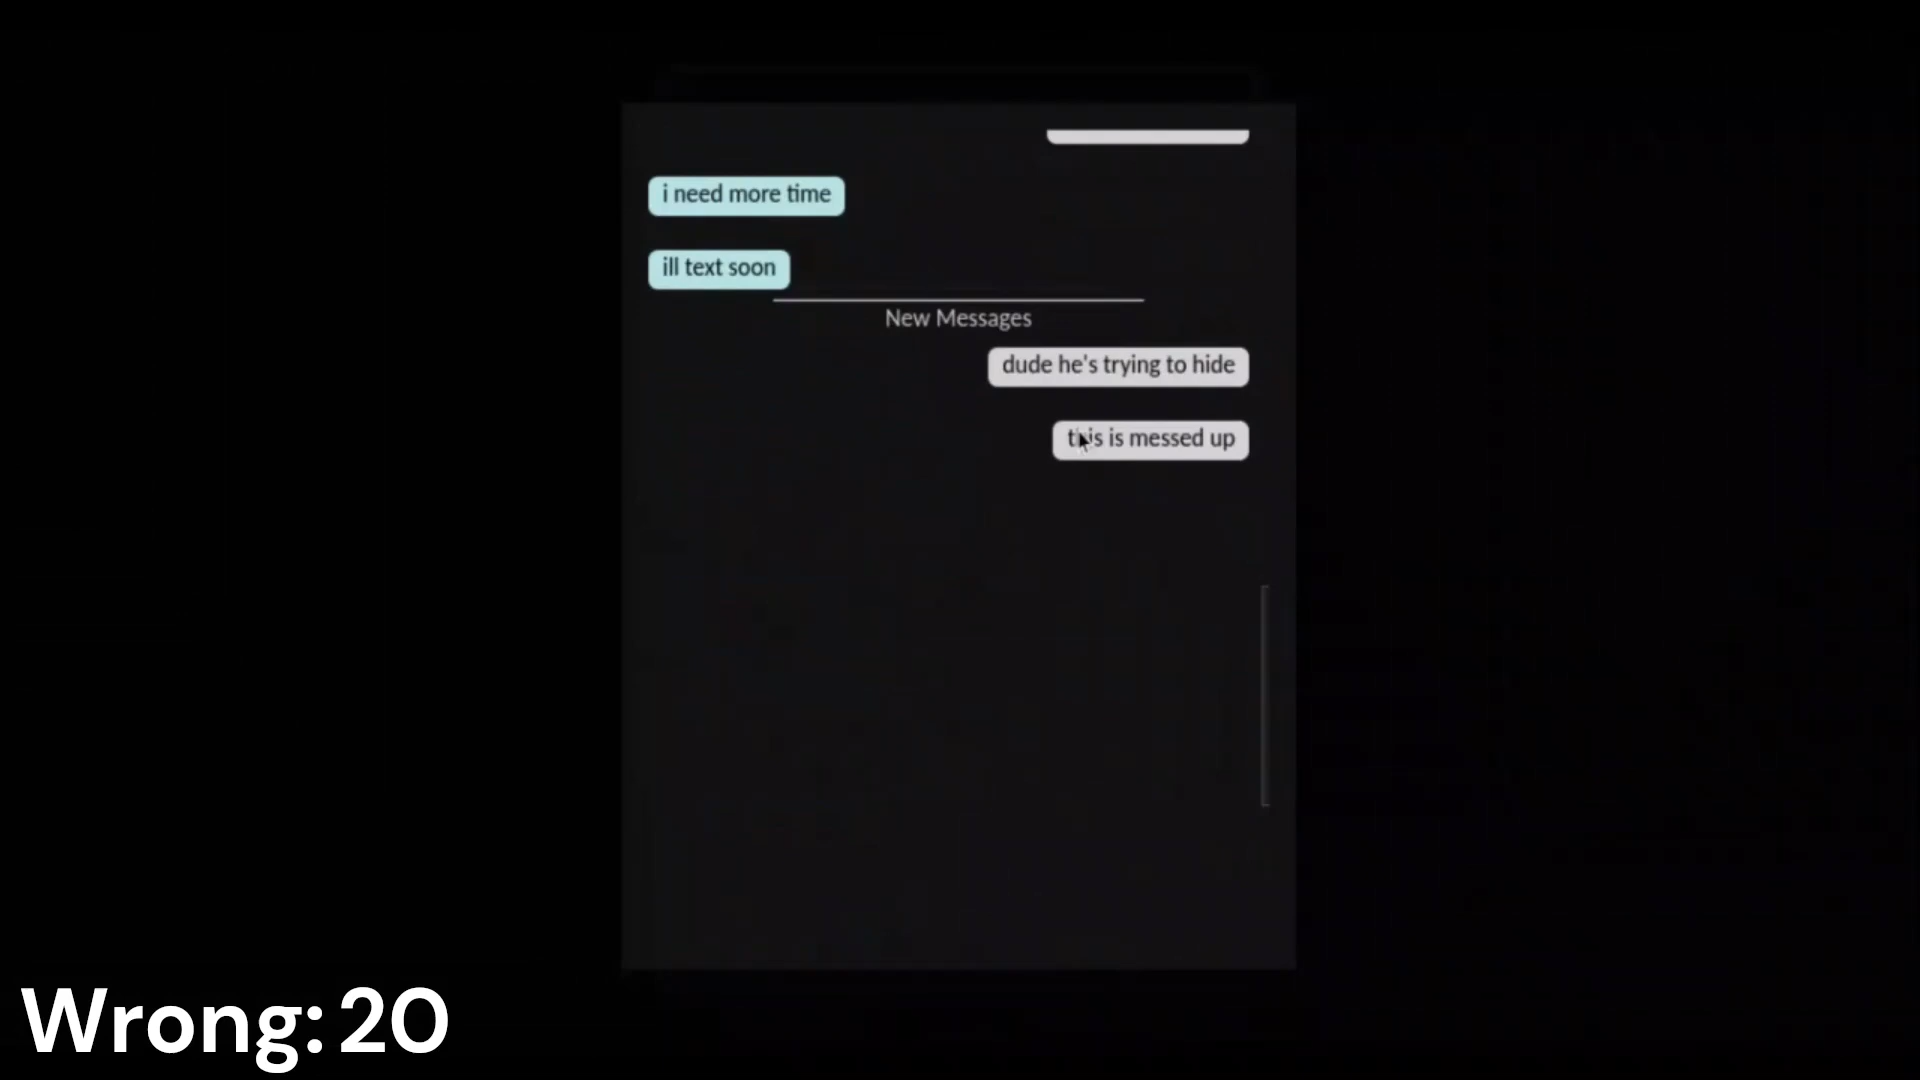 i need more time
ill text soon
New Messages
dude he's trying to hide
this is messed up
Wrong: 20